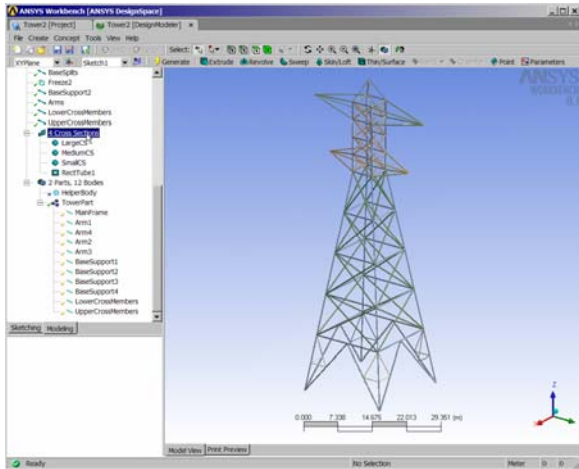 ANSYS Workbench [ANSYS DesignSpace]
Tower2 [Project] Tower2 [DesignModeler]
File Create Concept Tools View Help
Select:
XYPlane Sketch1 Generate Extrude Revolve Sweep Skin/Loft Thin/Surface Point Parameters
BaseSplits
Freeze2
BaseSupport2
Arms
LowerCrossMembers
UpperCrossMembers
4 Cross Sections
LargeCS
MediumCS
SmallCS
RectTube1
2 Parts, 12 Bodies
HelperBody
TowerPart
MainFrame
Arm1
Arm4
Arm2
Arm3
BaseSupport1
BaseSupport2
BaseSupport3
BaseSupport4
LowerCrossMembers
UpperCrossMembers
Sketching Modeling
ANSYS
WORKBENCH
0.000 7.338 14.675 22.013 29.351 (m)
Z
Model View Print Preview
Ready No Selection Meter 0 0